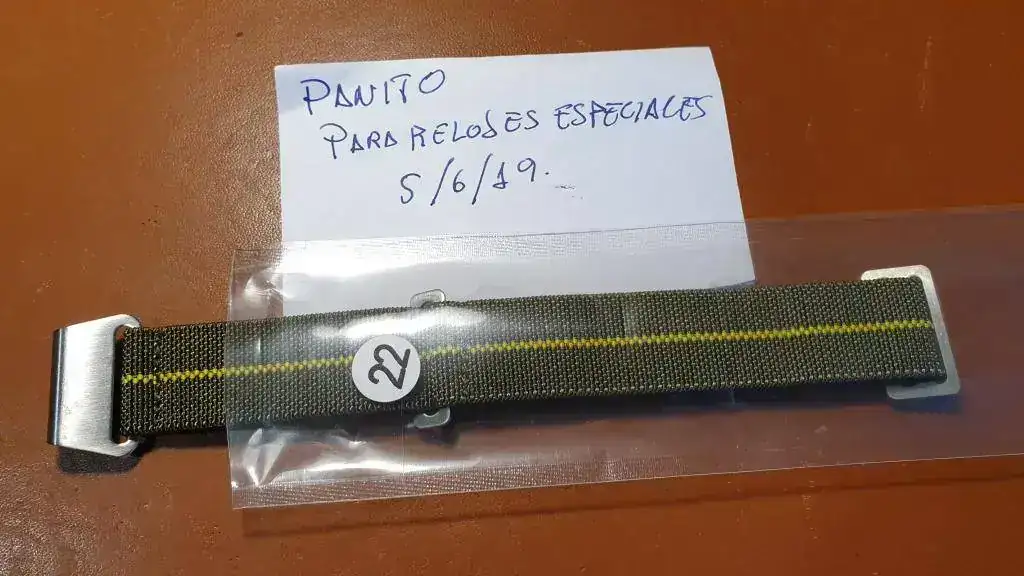 PANITO
PARA RELOJES ESPECIALES
5/6/19.
22